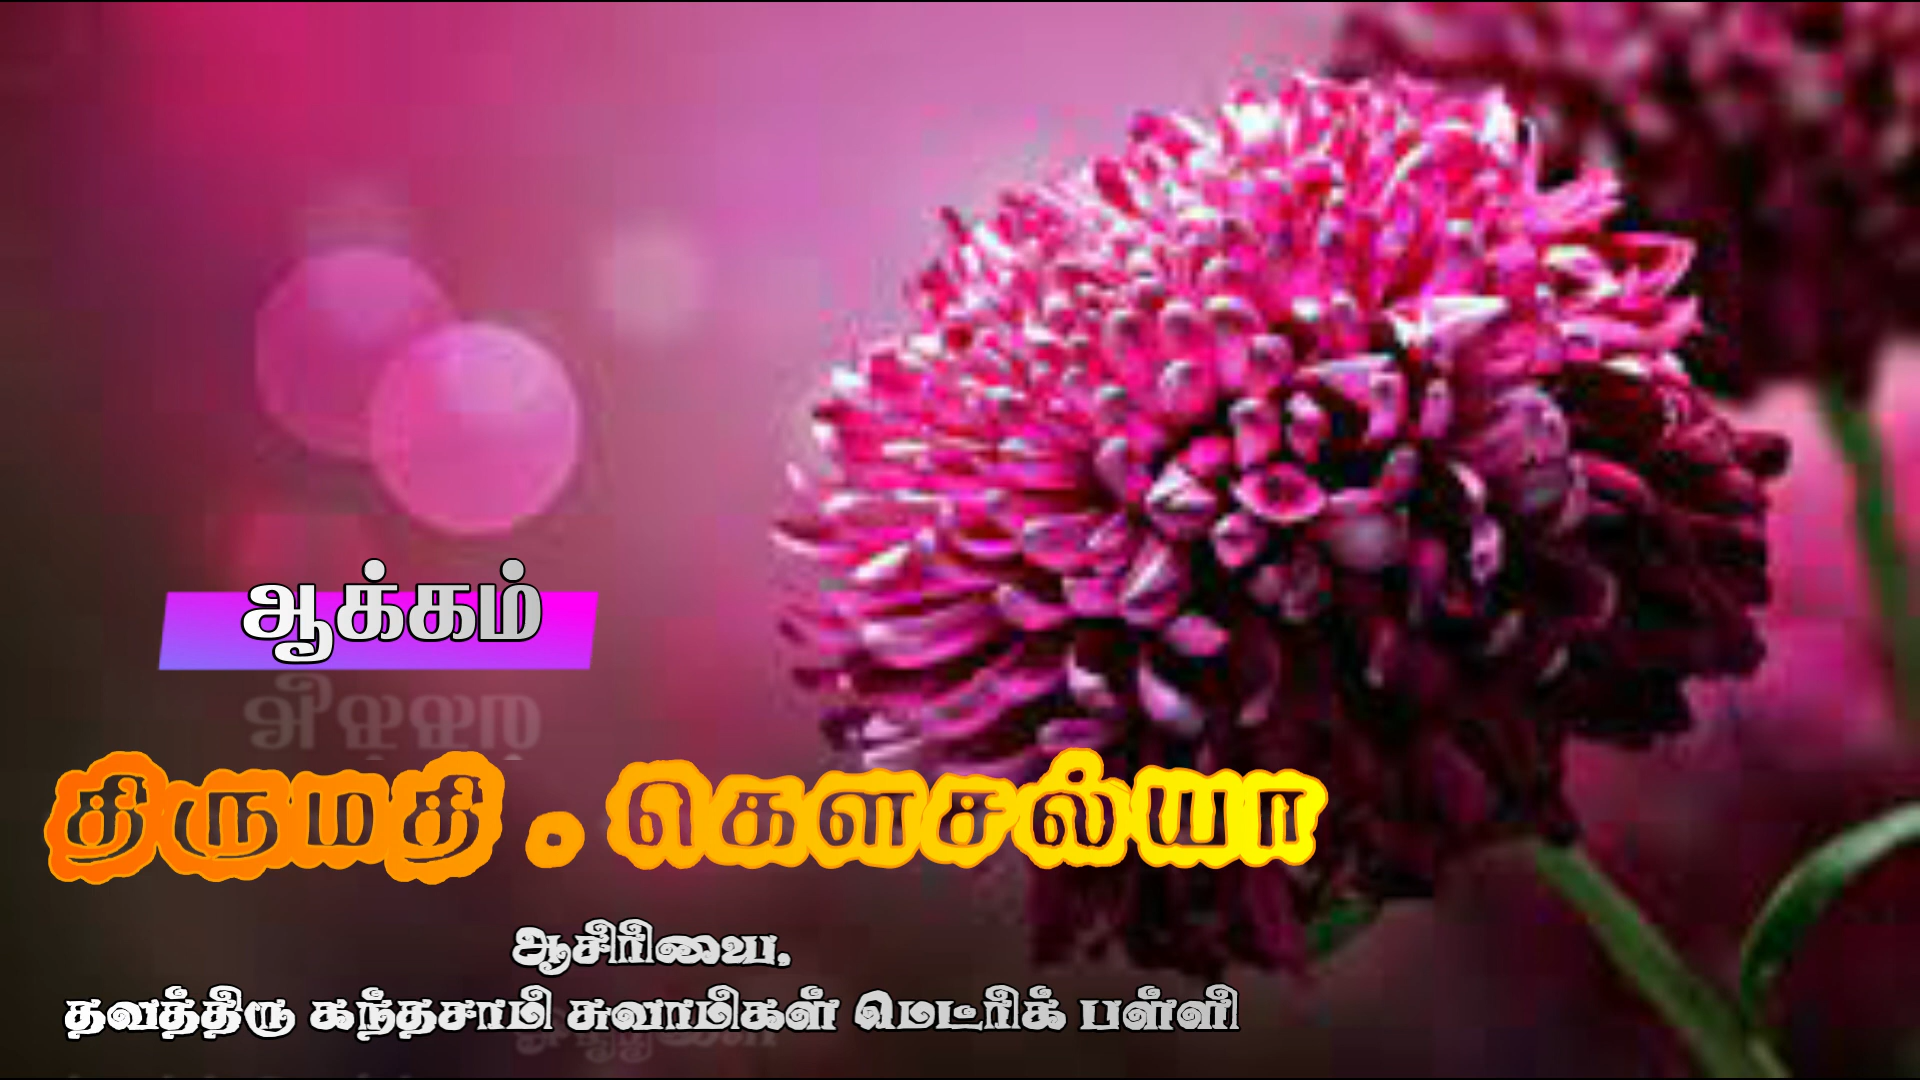 ஆக்கம்
திருமதி . கௌசல்யா
ஆசிரியை,
தவத்திரு கந்தசாமி சுவாமிகள் மெட்ரிக் பள்ளி